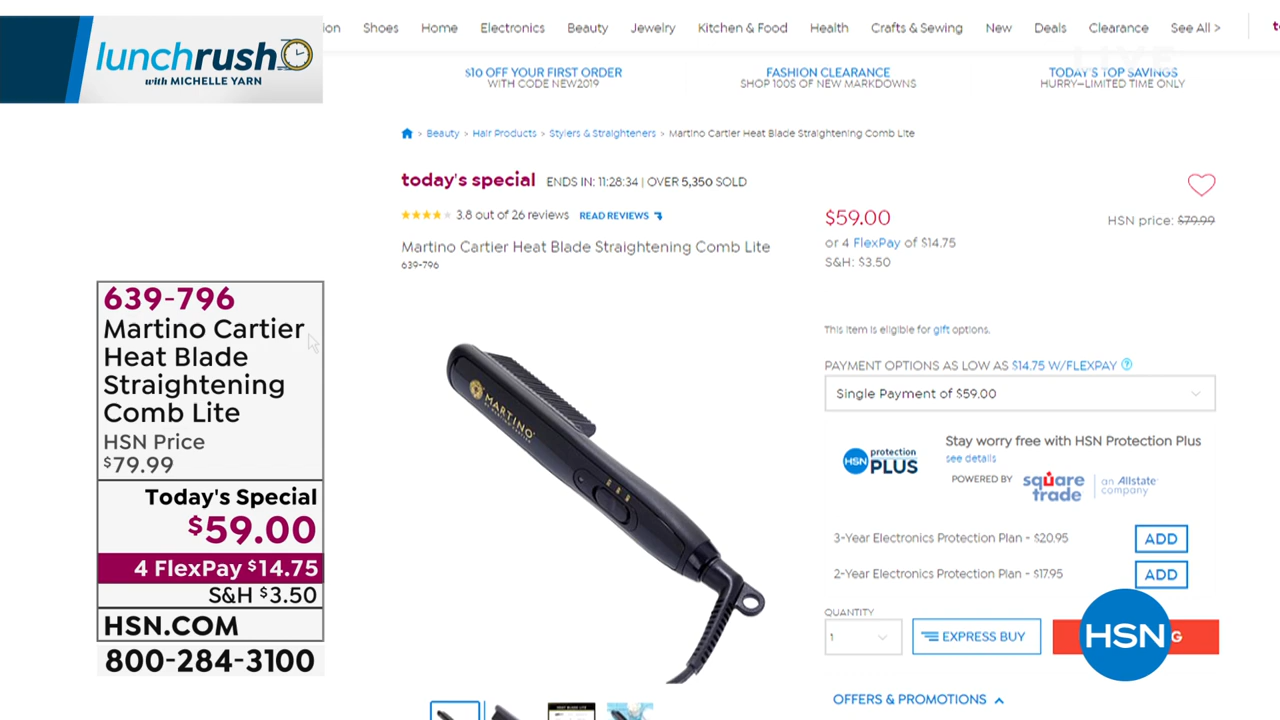 lunchrush
with MICHELLE YARN
Shoes Home Electronics Beauty Jewelry Kitchen & Food Health Crafts & Sewing New Deals Clearance See All >
LIVE
$10 OFF YOUR FIRST ORDER
WITH CODE NEW2019
FASHION CLEARANCE
SHOP 100S OF NEW MARKDOWNS
TODAY'S TOP SAVINGS
HURRY—LIMITED TIME ONLY
> Beauty > Hair Products > Stylers & Straighteners > Martino Cartier Heat Blade Straightening Comb Lite
today's special ENDS IN: 11:28:34 | OVER 5,350 SOLD
3.8 out of 26 reviews READ REVIEWS
Martino Cartier Heat Blade Straightening Comb Lite
639-796
$59.00
HSN price: $79.99
or 4 FlexPay of $14.75
S&H: $3.50
This item is eligible for gift options.
PAYMENT OPTIONS AS LOW AS $14.75 W/FLEXPAY ?
Single Payment of $59.00
HSN protection PLUS
Stay worry free with HSN Protection Plus
see details
POWERED BY square trade | an Allstate company
3-Year Electronics Protection Plan - $20.95 ADD
2-Year Electronics Protection Plan - $17.95 ADD
QUANTITY
1
EXPRESS BUY
HSN
OFFERS & PROMOTIONS
MARTINO
639-796
Martino Cartier
Heat Blade
Straightening
Comb Lite
HSN Price
$79.99
Today's Special
$59.00
4 FlexPay $14.75
S&H $3.50
HSN.COM
800-284-3100